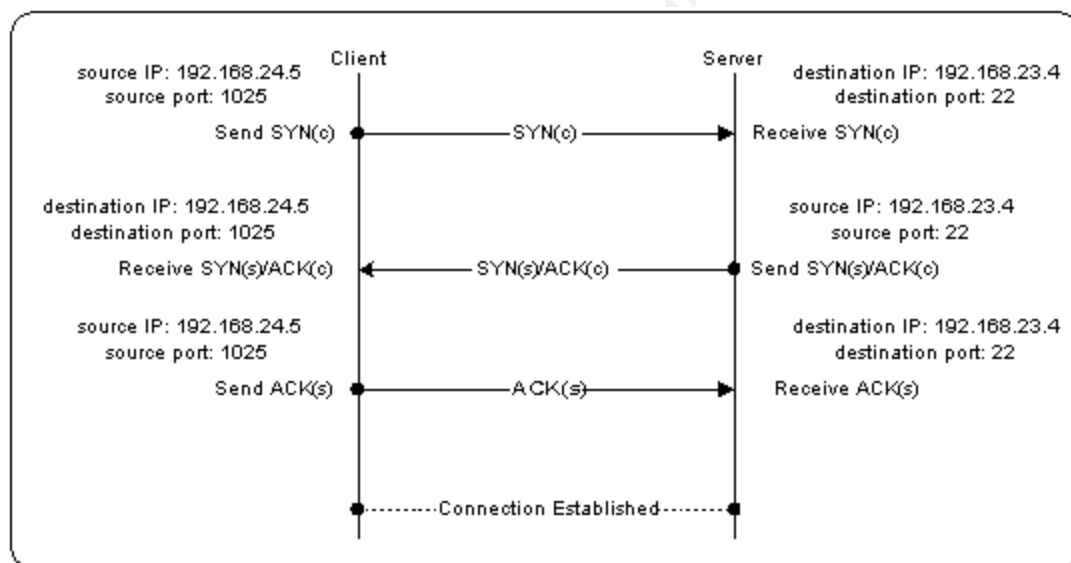 Client
Server
source IP: 192.168.24.5
source port: 1025
destination IP: 192.168.23.4
destination port: 22
Send SYN(c)
SYN(c)
Receive SYN(c)
destination IP: 192.168.24.5
destination port: 1025
source IP: 192.168.23.4
source port: 22
Receive SYN(s)/ACK(c)
SYN(s)/ACK(c)
Send SYN(s)/ACK(c)
source IP: 192.168.24.5
source port: 1025
destination IP: 192.168.23.4
destination port: 22
Send ACK(s)
ACK(s)
Receive ACK(s)
Connection Established